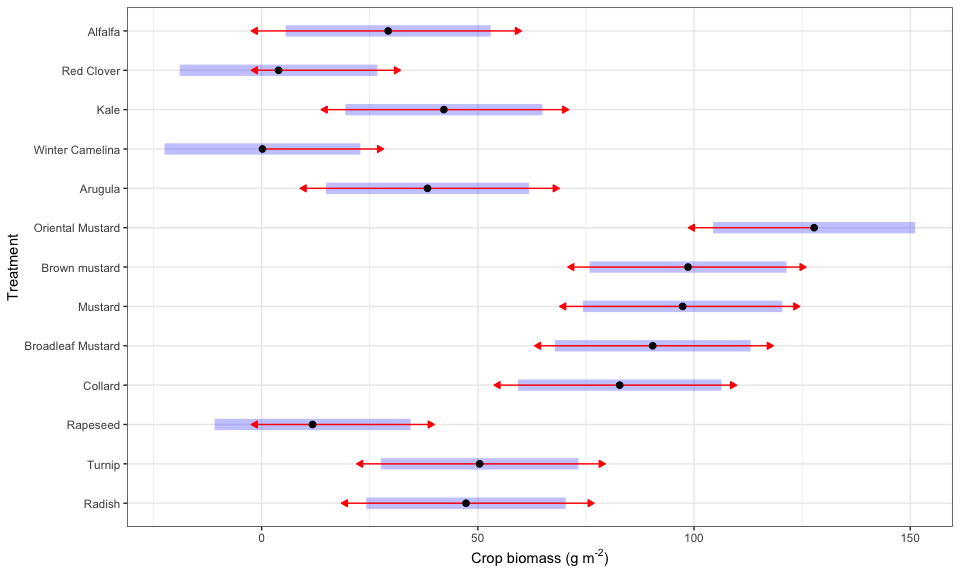 Treatment
Alfalfa
Red Clover
Kale
Winter Camelina
Arugula
Oriental Mustard
Brown mustard
Mustard
Broadleaf Mustard
Collard
Rapeseed
Turnip
Radish
0 50 100 150
Crop biomass (g m⁻²)